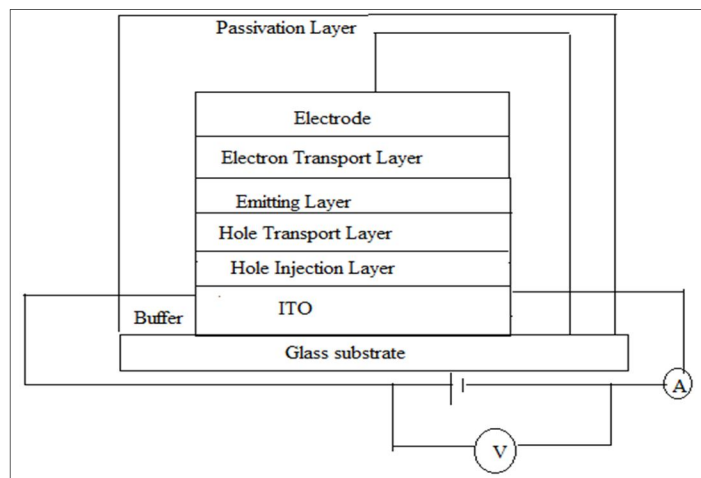 Passivation Layer
Electrode
Electron Transport Layer
Emitting Layer
Hole Transport Layer
Hole Injection Layer
ITO
Buffer
Glass substrate
A
V